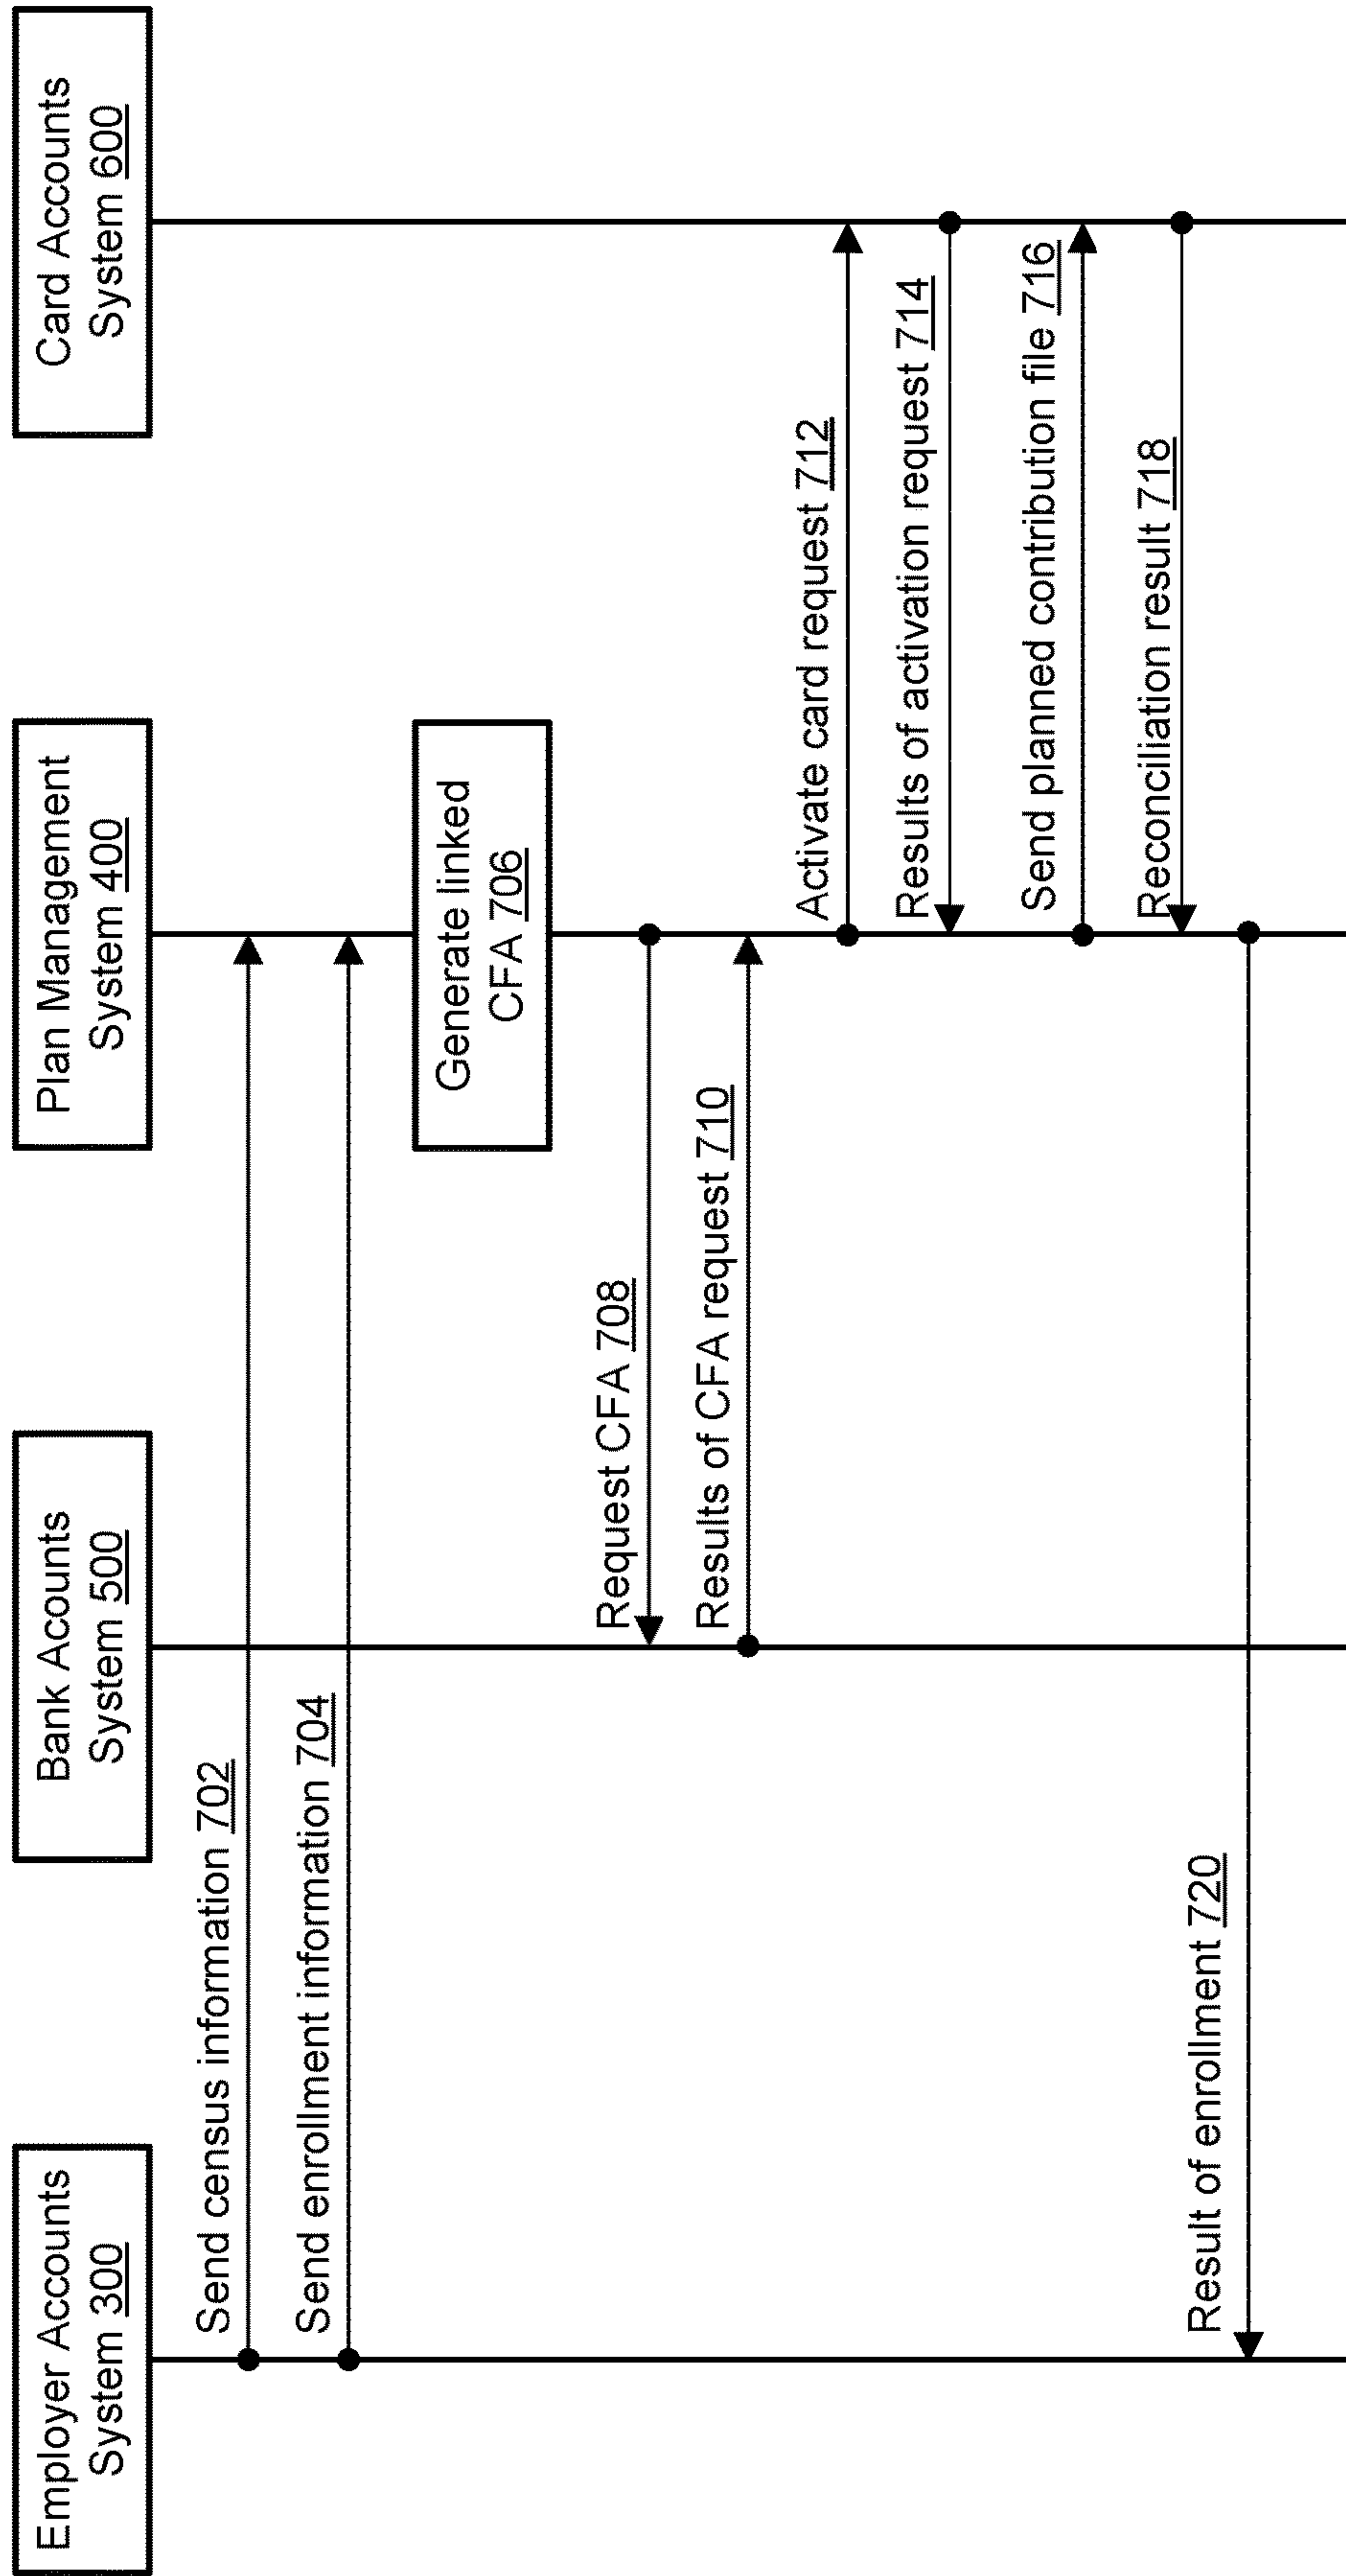 Employer Accounts
System 300
Bank Acounts
System 500
Plan Management
System 400
Card Accounts
System 600
Send census information 702
Send enrollment information 704
Generate linked
CFA 706
Request CFA 708
Results of CFA request 710
Activate card request 712
Results of activation request 714
Send planned contribution file 716
Reconciliation result 718
Result of enrollment 720